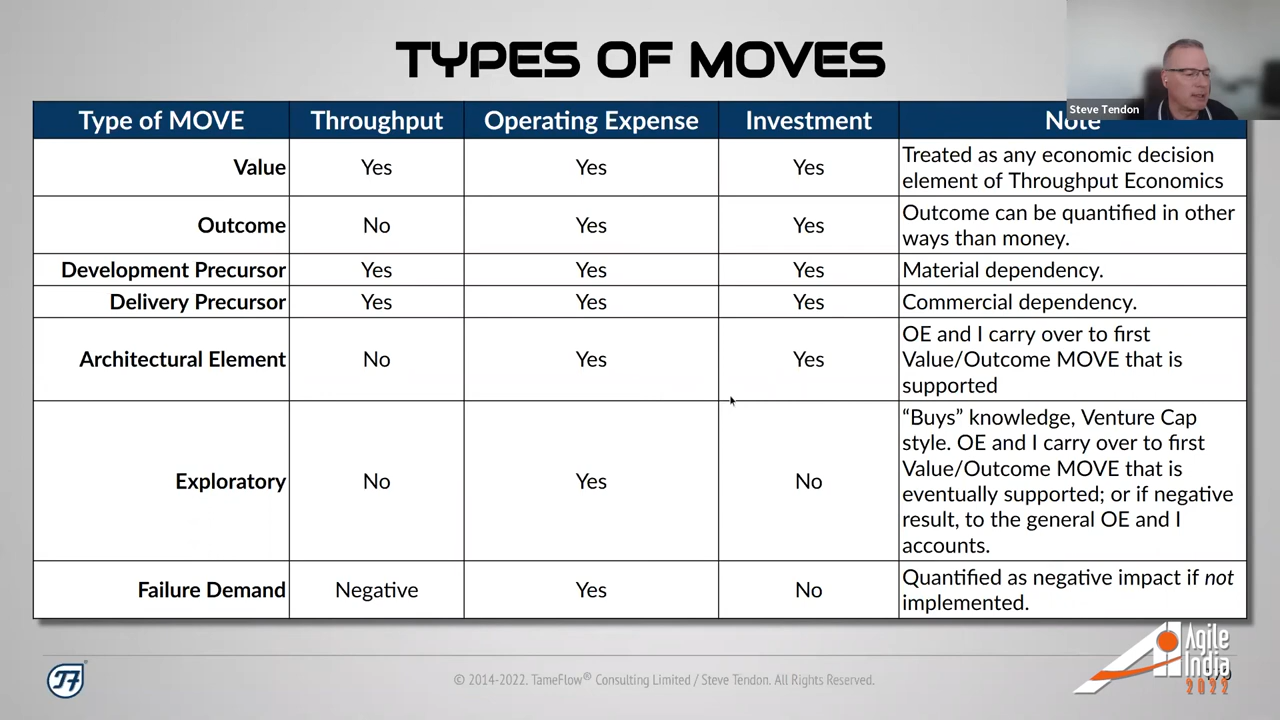 TYPES OF MOVES
Steve Tendon
Type of MOVE Throughput Operating Expense Investment Note
Value Yes Yes Yes Treated as any economic decision
element of Throughput Economics
Outcome No Yes Yes Outcome can be quantified in other
ways than money.
Development Precursor Yes Yes Yes Material dependency.
Delivery Precursor Yes Yes Yes Commercial dependency.
Architectural Element No Yes Yes OE and I carry over to first
Value/Outcome MOVE that is
supported
Exploratory No Yes No “Buys” knowledge, Venture Cap
style. OE and I carry over to first
Value/Outcome MOVE that is
eventually supported; or if negative
result, to the general OE and I
accounts.
Failure Demand Negative Yes No Quantified as negative impact if not
implemented.
© 2014-2022. TameFlow® Consulting Limited / Steve Tendon. All Rights Reserved.
Agile
India
2022